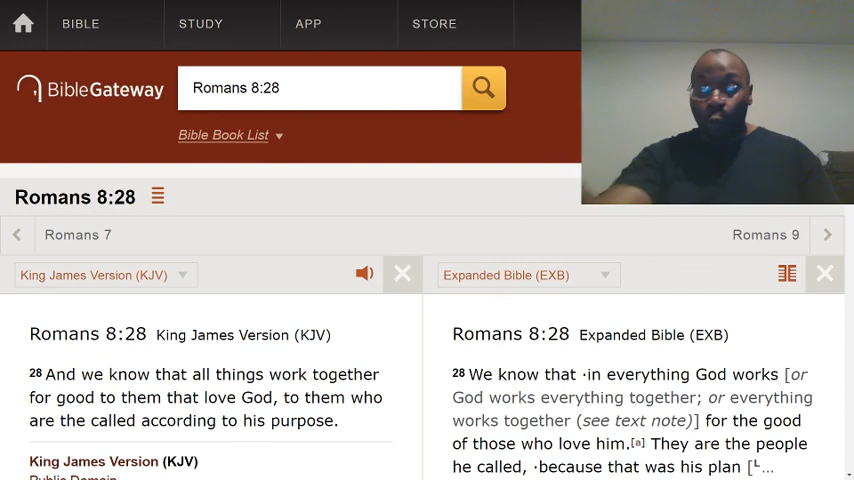 BIBLE STUDY APP STORE
BibleGateway
Romans 8:28
Bible Book List
Romans 8:28
Romans 7
Romans 9
King James Version (KJV)
Expanded Bible (EXB)
Romans 8:28 King James Version (KJV)
28 And we know that all things work together
for good to them that love God, to them who
are the called according to his purpose.
King James Version (KJV)
Public Domain
Romans 8:28 Expanded Bible (EXB)
28 We know that ·in everything God works [or
God works everything together; or everything
works together (see text note)] for the good
of those who love him.[a] They are the people
he called, ·because that was his plan [L...